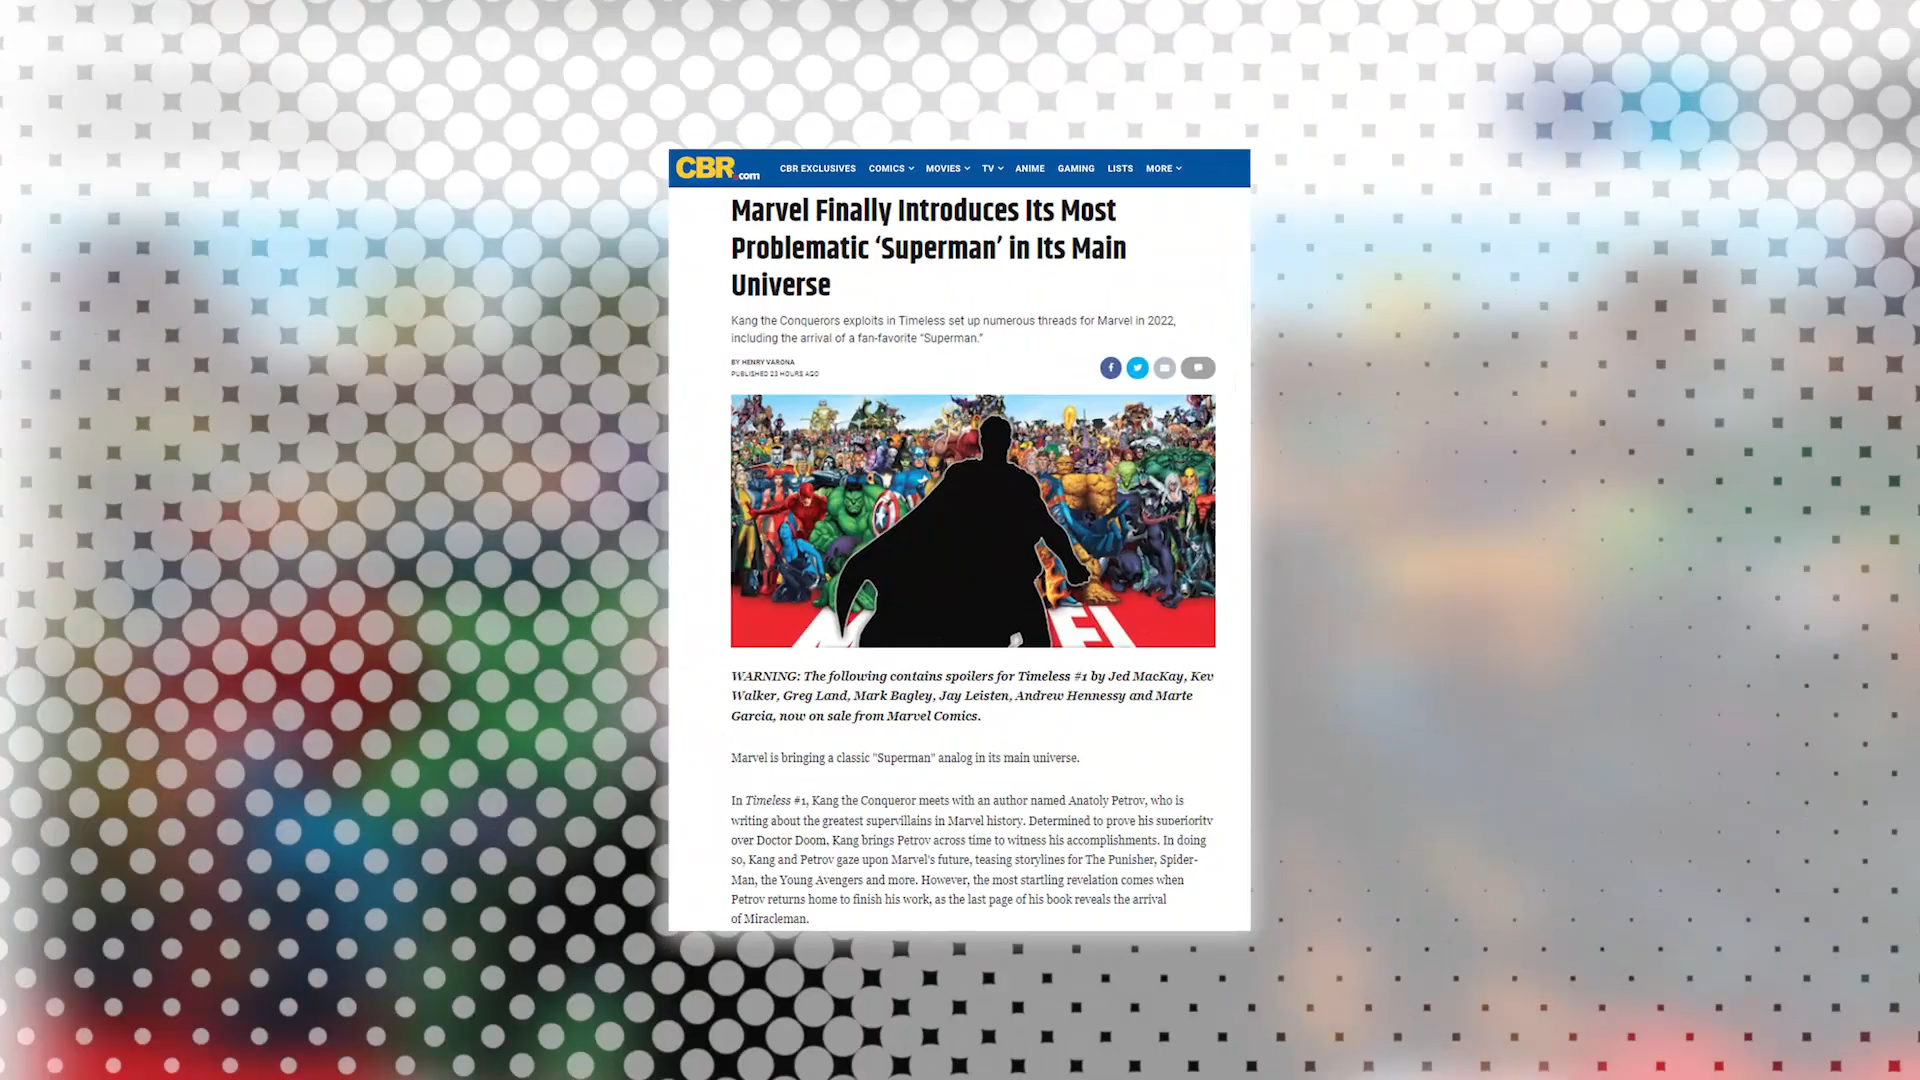 CBR.com CBR EXCLUSIVES COMICS MOVIES TV ANIME GAMING LISTS MORE
Marvel Finally Introduces Its Most
Problematic ‘Superman’ in Its Main
Universe
Kang the Conquerors exploits in Timeless set up numerous threads for Marvel in 2022,
including the arrival of a fan-favorite "Superman."
BY HENRY VARONA
PUBLISHED 23 HOURS AGO
WARNING: The following contains spoilers for Timeless #1 by Jed MacKay, Kev
Walker, Greg Land, Mark Bagley, Jay Leisten, Andrew Hennessy and Marte
Garcia, now on sale from Marvel Comics.
Marvel is bringing a classic "Superman" analog in its main universe.
In Timeless #1, Kang the Conqueror meets with an author named Anatoly Petrov, who is
writing about the greatest supervillains in Marvel history. Determined to prove his superiority
over Doctor Doom, Kang brings Petrov across time to witness his accomplishments. In doing
so, Kang and Petrov gaze upon Marvel's future, teasing storylines for The Punisher, Spider-
Man, the Young Avengers and more. However, the most startling revelation comes when
Petrov returns home to finish his work, as the last page of his book reveals the arrival
of Miracleman.